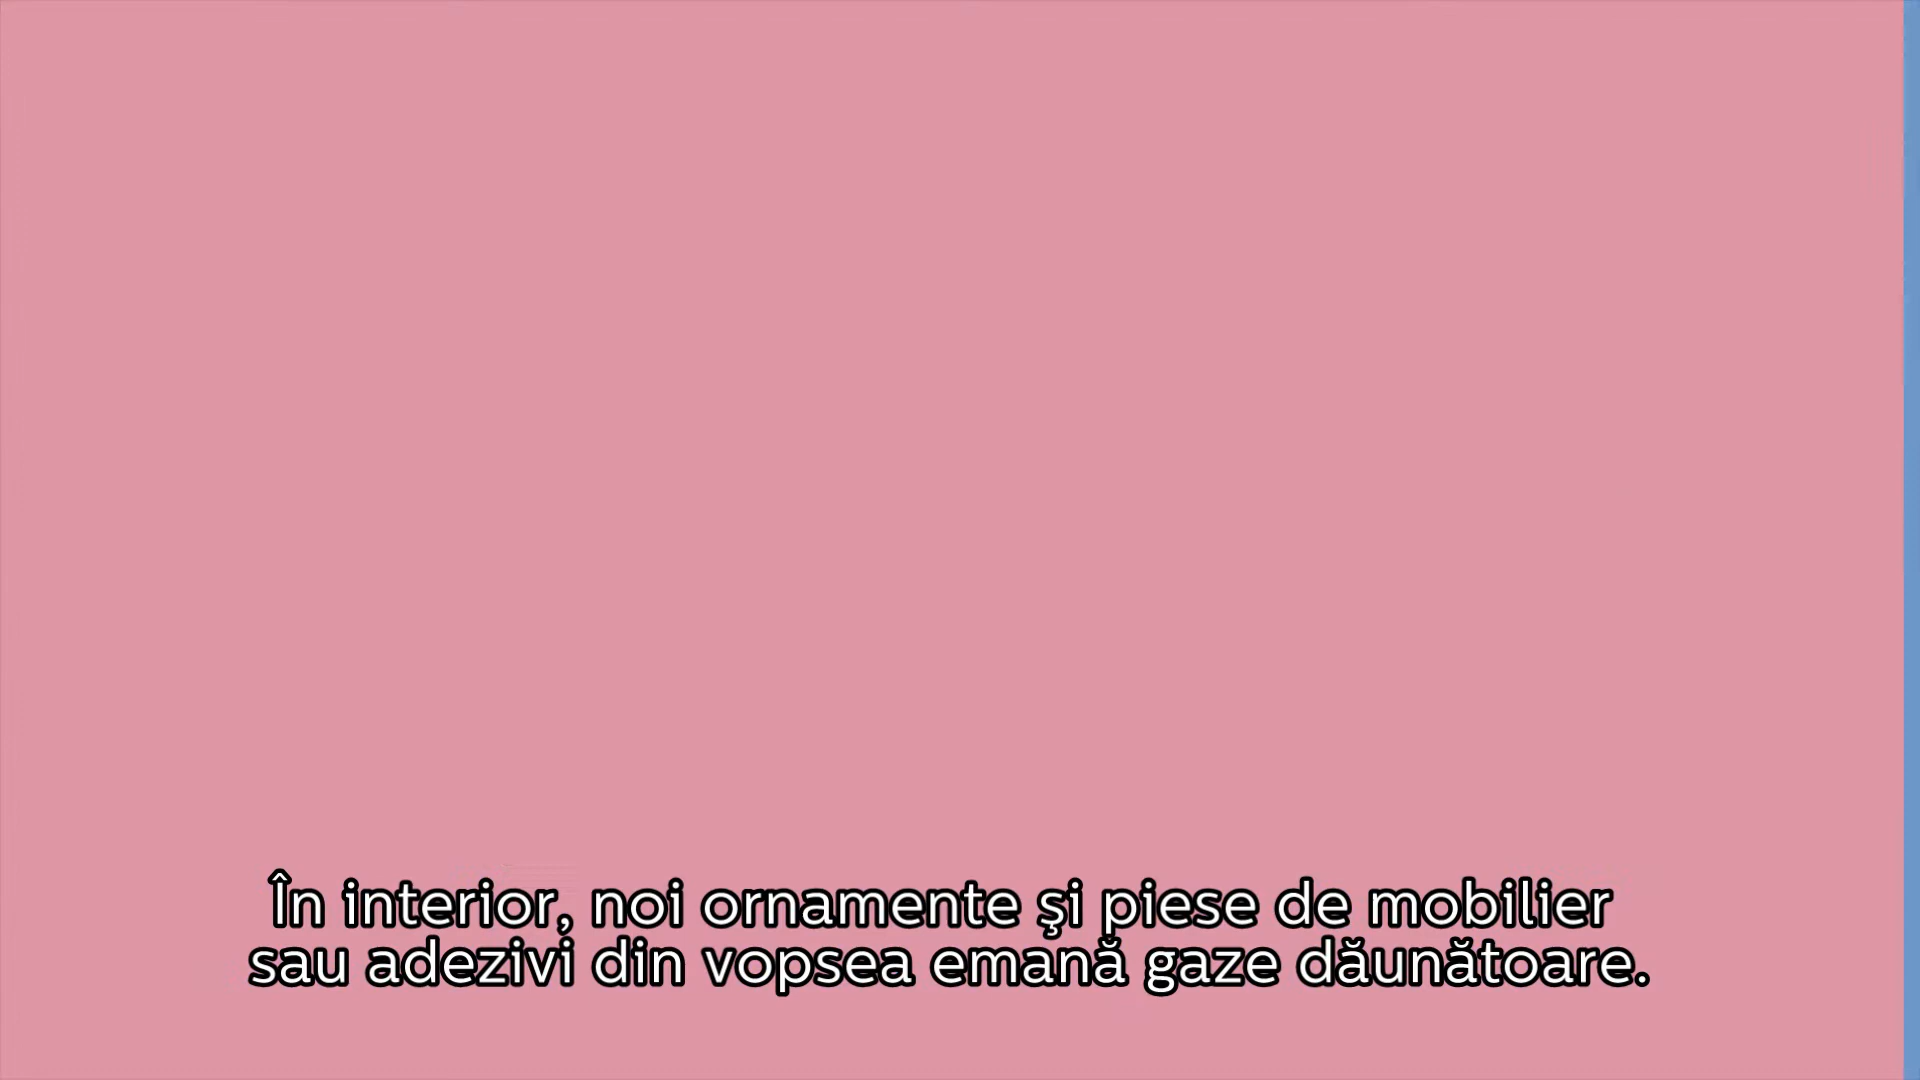 În interior, noi ornamente şi piese de mobilier
sau adezivi din vopsea emană gaze dăunătoare.